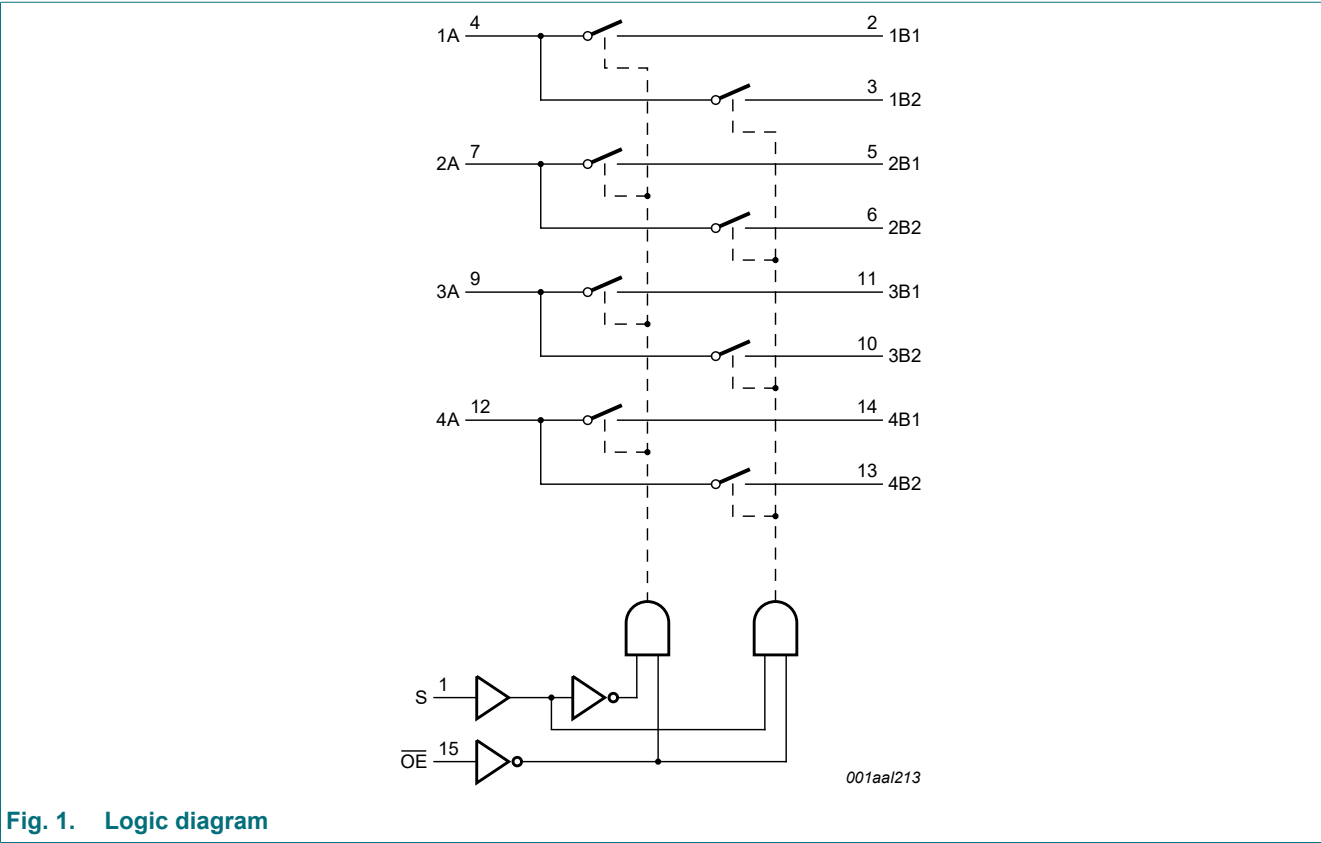 1A 4 2 1B1
3 1B2
2A 7 5 2B1
6 2B2
3A 9 11 3B1
10 3B2
4A 12 14 4B1
13 4B2
S 1
O̅E̅ 15
001aal213
Fig. 1. Logic diagram